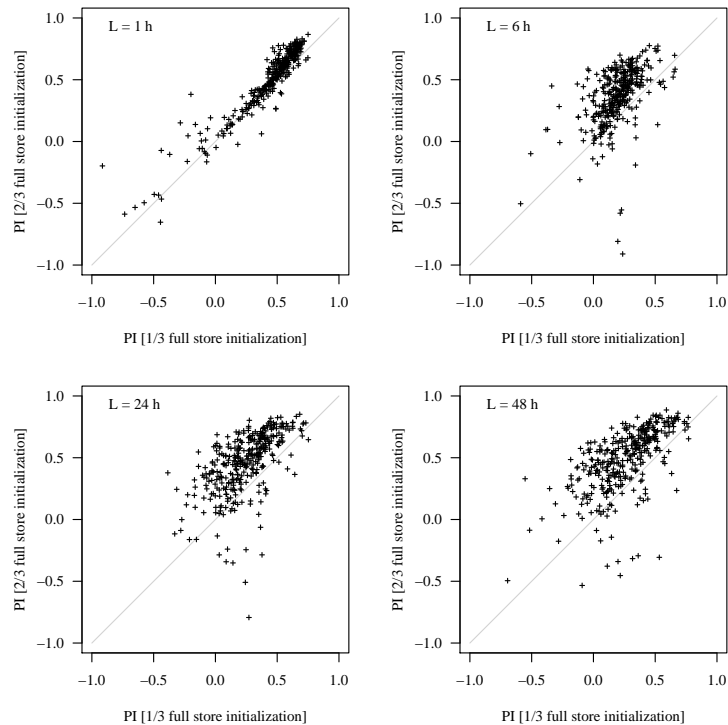 L = 1 h
1.0
0.5
0.0
−0.5
−1.0
PI [2/3 full store initialization]
−1.0 −0.5 0.0 0.5 1.0
PI [1/3 full store initialization]
L = 6 h
1.0
0.5
0.0
−0.5
−1.0
PI [2/3 full store initialization]
−1.0 −0.5 0.0 0.5 1.0
PI [1/3 full store initialization]
L = 24 h
1.0
0.5
0.0
−0.5
−1.0
PI [2/3 full store initialization]
−1.0 −0.5 0.0 0.5 1.0
PI [1/3 full store initialization]
L = 48 h
1.0
0.5
0.0
−0.5
−1.0
PI [2/3 full store initialization]
−1.0 −0.5 0.0 0.5 1.0
PI [1/3 full store initialization]